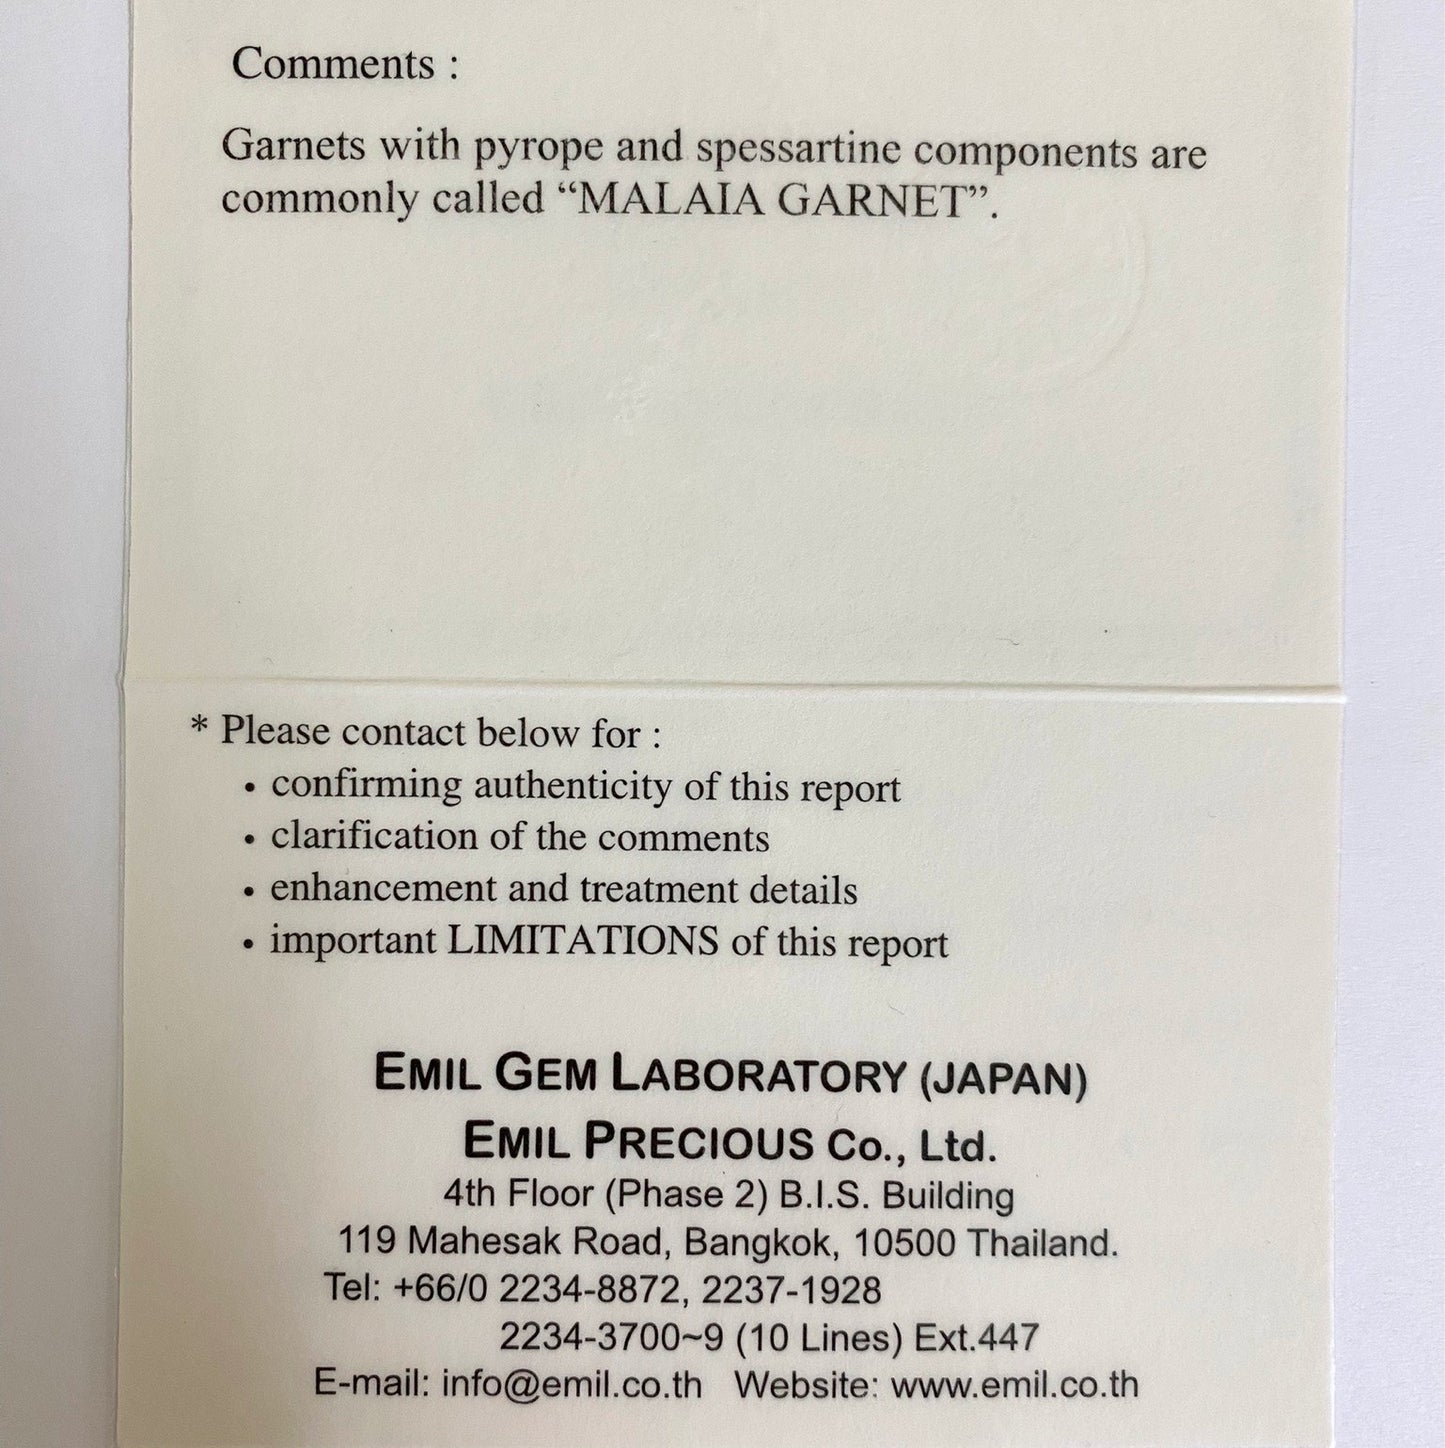 Comments :
Garnets with pyrope and spessartine components are
commonly called “MALAIA GARNET”.
* Please contact below for :
• confirming authenticity of this report
• clarification of the comments
• enhancement and treatment details
• important LIMITATIONS of this report
EMIL GEM LABORATORY (JAPAN)
EMIL PRECIOUS Co., Ltd.
4th Floor (Phase 2) B.I.S. Building
119 Mahesak Road, Bangkok, 10500 Thailand.
Tel: +66/0 2234-8872, 2237-1928
2234-3700~9 (10 Lines) Ext.447
E-mail: info@emil.co.th Website: www.emil.co.th